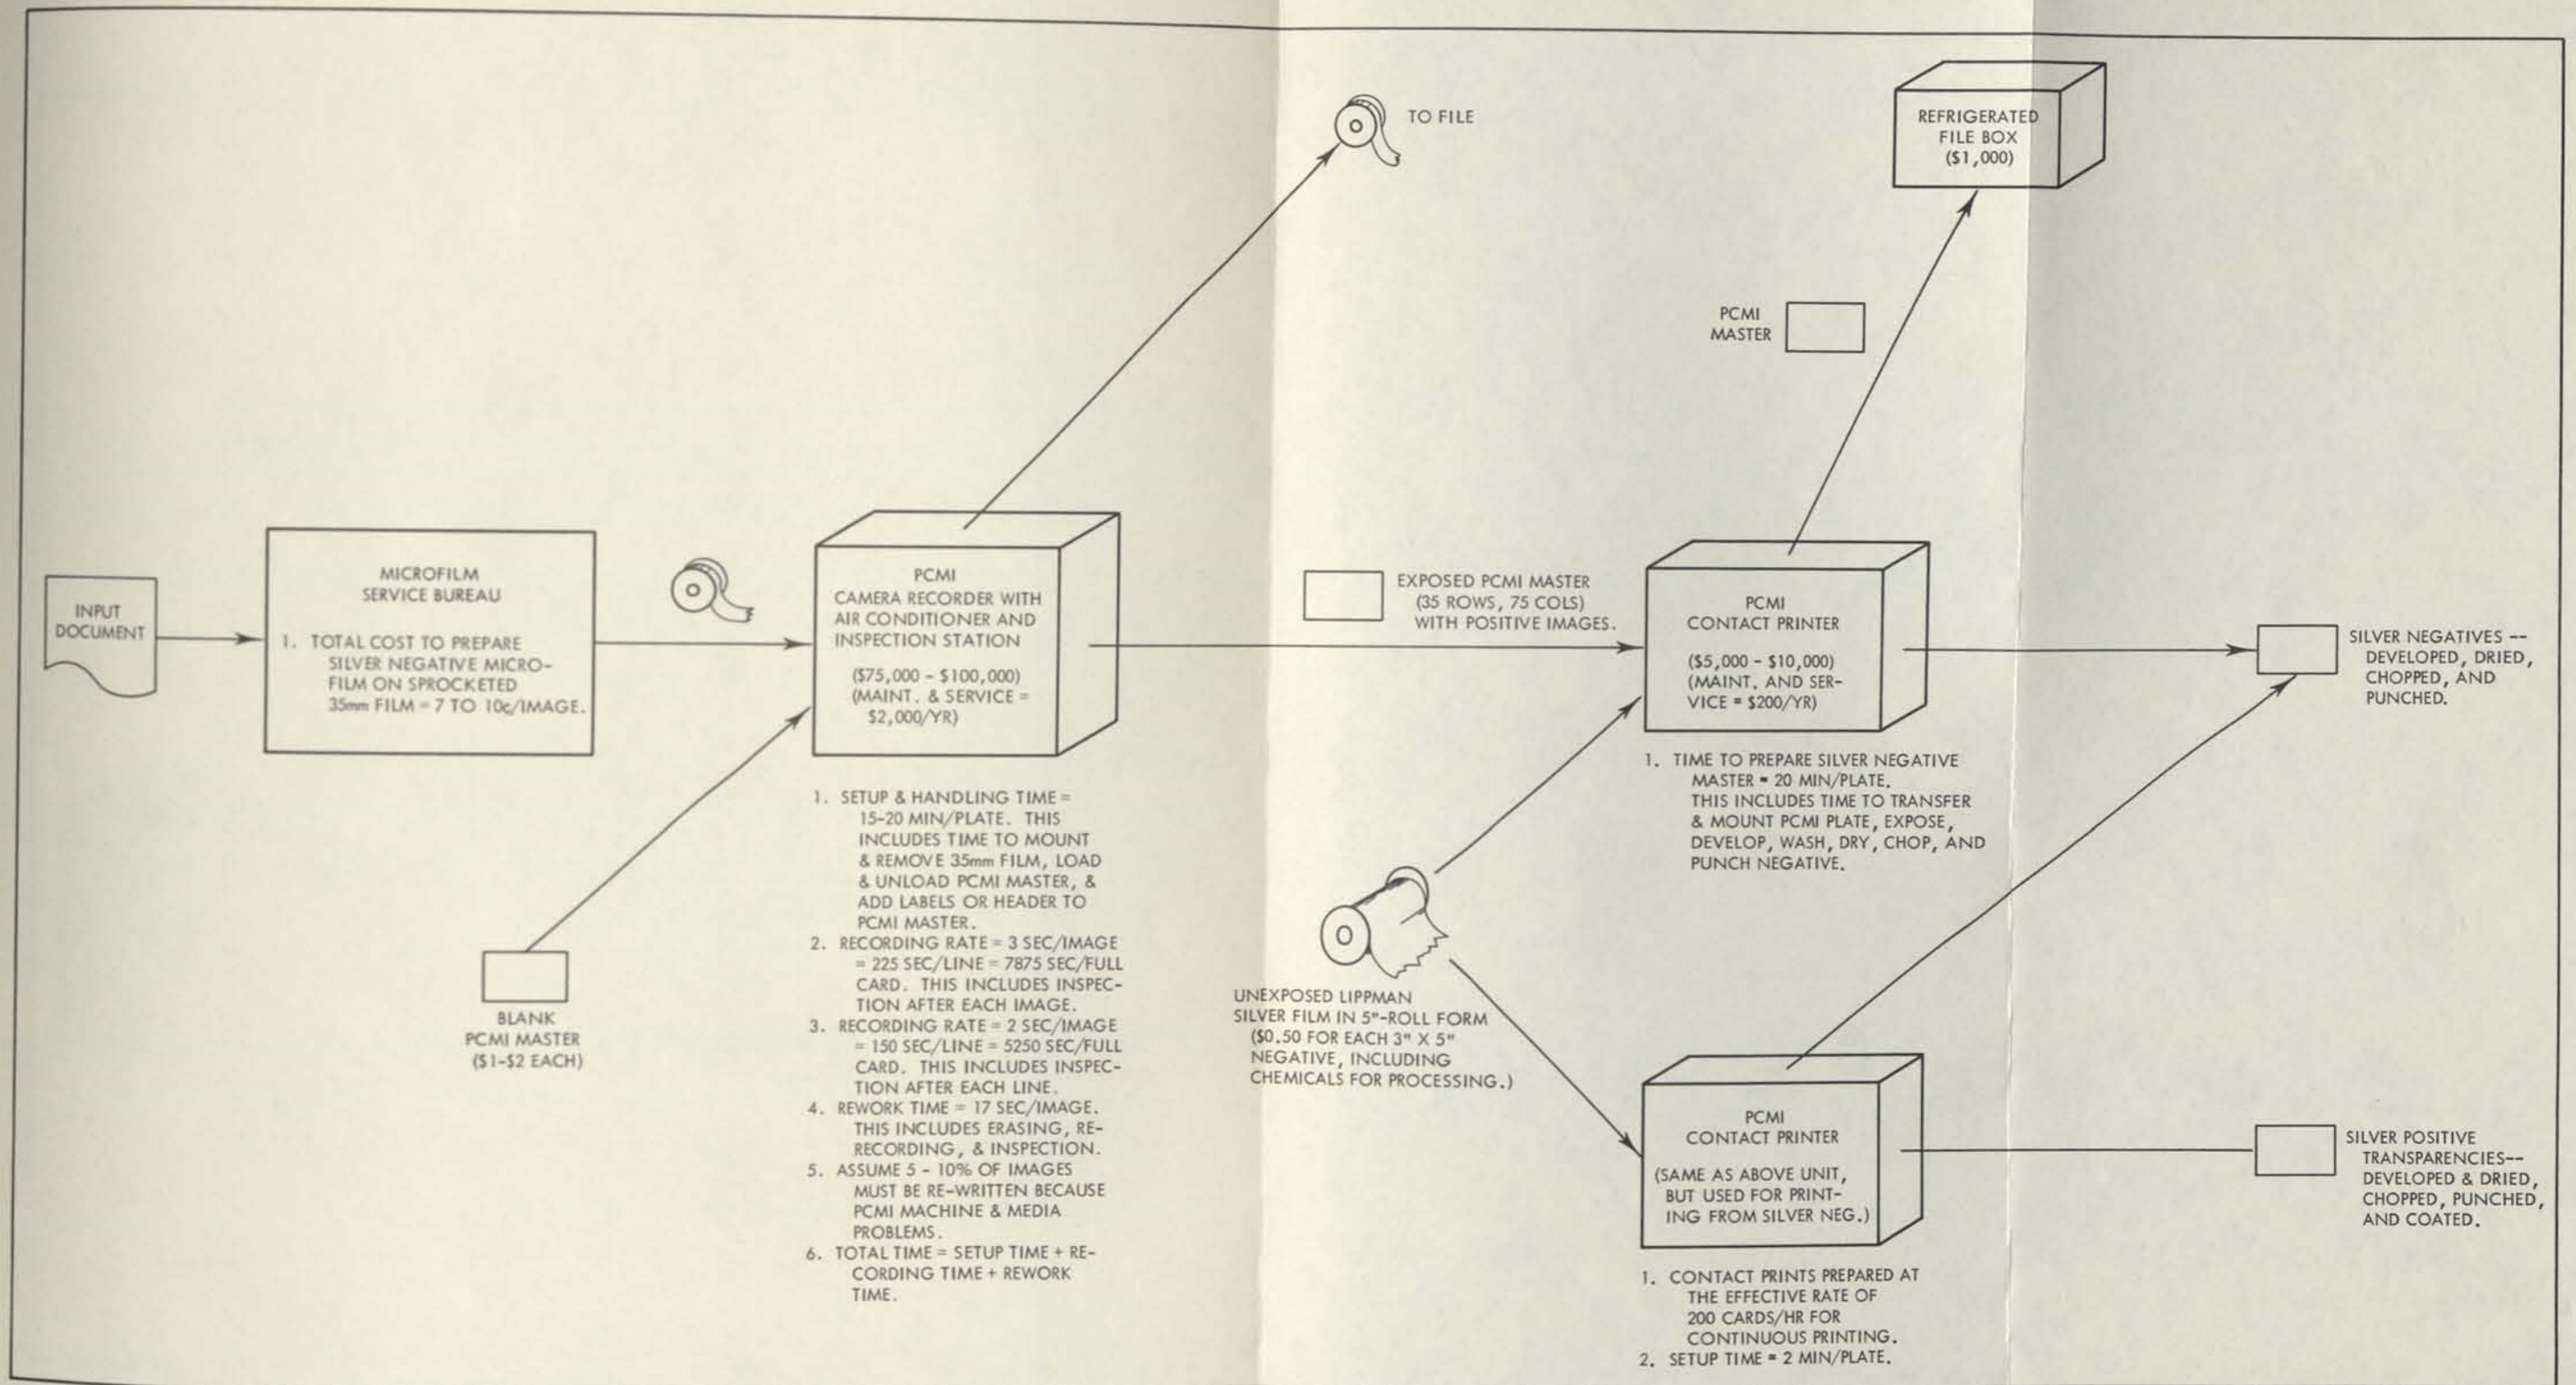 TO FILE
REFRIGERATED
FILE BOX
($1,000)
PCMI
MASTER
INPUT
DOCUMENT
MICROFILM
SERVICE BUREAU
1. TOTAL COST TO PREPARE
SILVER NEGATIVE MICRO-
FILM ON SPROCKETED
35mm FILM = 7 TO 10c/IMAGE.
PCMI
CAMERA RECORDER WITH
AIR CONDITIONER AND
INSPECTION STATION
($75,000 - $100,000)
(MAINT. & SERVICE =
$2,000/YR)
1. SETUP & HANDLING TIME =
15-20 MIN/PLATE. THIS
INCLUDES TIME TO MOUNT
& REMOVE 35mm FILM, LOAD
& UNLOAD PCMI MASTER, &
ADD LABELS OR HEADER TO
PCMI MASTER.
2. RECORDING RATE = 3 SEC/IMAGE
= 225 SEC/LINE = 7875 SEC/FULL
CARD. THIS INCLUDES INSPEC-
TION AFTER EACH IMAGE.
3. RECORDING RATE = 2 SEC/IMAGE
= 150 SEC/LINE = 5250 SEC/FULL
CARD. THIS INCLUDES INSPEC-
TION AFTER EACH LINE.
4. REWORK TIME = 17 SEC/IMAGE.
THIS INCLUDES ERASING, RE-
RECORDING, & INSPECTION.
5. ASSUME 5 - 10% OF IMAGES
MUST BE RE-WRITTEN BECAUSE
PCMI MACHINE & MEDIA
PROBLEMS.
6. TOTAL TIME = SETUP TIME + RE-
CORDING TIME + REWORK
TIME.
BLANK
PCMI MASTER
($1-$2 EACH)
EXPOSED PCMI MASTER
(35 ROWS, 75 COLS)
WITH POSITIVE IMAGES.
PCMI
CONTACT PRINTER
($5,000 - $10,000)
(MAINT. AND SER-
VICE = $200/YR)
1. TIME TO PREPARE SILVER NEGATIVE
MASTER = 20 MIN/PLATE.
THIS INCLUDES TIME TO TRANSFER
& MOUNT PCMI PLATE, EXPOSE,
DEVELOP, WASH, DRY, CHOP, AND
PUNCH NEGATIVE.
SILVER NEGATIVES --
DEVELOPED, DRIED,
CHOPPED, AND
PUNCHED.
UNEXPOSED LIPPMAN
SILVER FILM IN 5"-ROLL FORM
($0.50 FOR EACH 3" X 5"
NEGATIVE, INCLUDING
CHEMICALS FOR PROCESSING.)
PCMI
CONTACT PRINTER
(SAME AS ABOVE UNIT,
BUT USED FOR PRINT-
ING FROM SILVER NEG.)
1. CONTACT PRINTS PREPARED AT
THE EFFECTIVE RATE OF
200 CARDS/HR FOR
CONTINUOUS PRINTING.
2. SETUP TIME = 2 MIN/PLATE.
SILVER POSITIVE
TRANSPARENCIES--
DEVELOPED & DRIED,
CHOPPED, PUNCHED,
AND COATED.